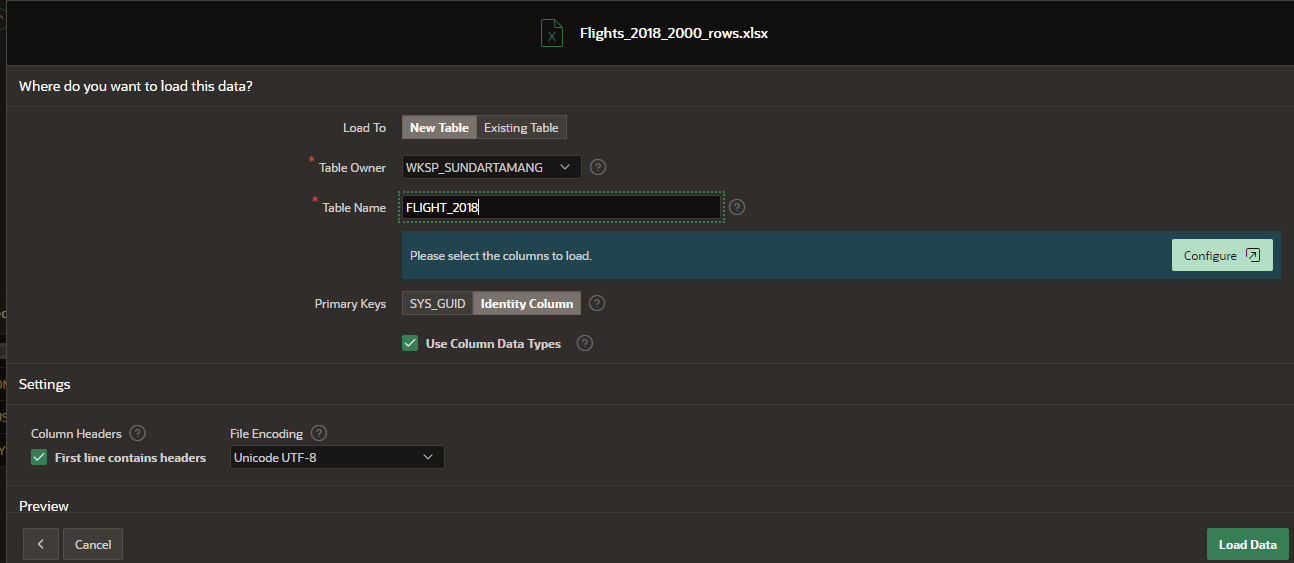 Flights_2018_2000_rows.xlsx
Where do you want to load this data?
Load To New Table Existing Table
* Table Owner WKSP_SUNDARTAMANG ?
* Table Name FLIGHT_2018 ?
Please select the columns to load. Configure
Primary Keys SYS_GUID Identity Column ?
Use Column Data Types ?
Settings
Column Headers ? File Encoding ?
First line contains headers Unicode UTF-8
Preview
Cancel Load Data